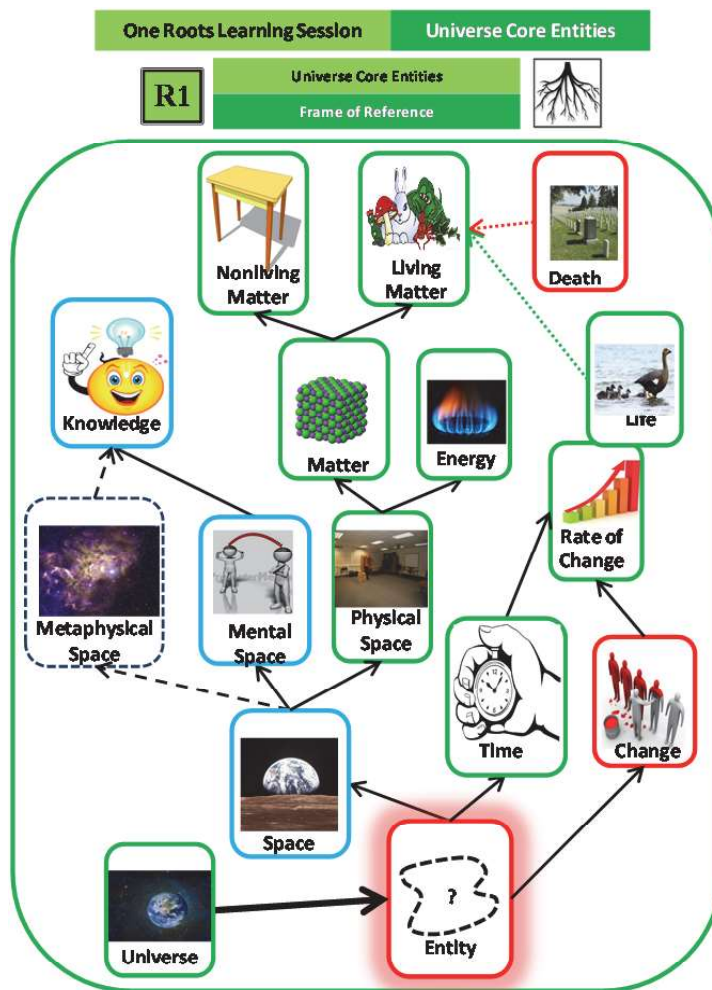 One Roots Learning Session
Universe Core Entities
R1
Universe Core Entities
Frame of Reference
Nonliving
Matter
Living
Matter
Death
Knowledge
Matter
Energy
Life
Rate of
Change
Metaphysical
Space
Mental
Space
Physical
Space
Time
Change
Space
?
Entity
Universe